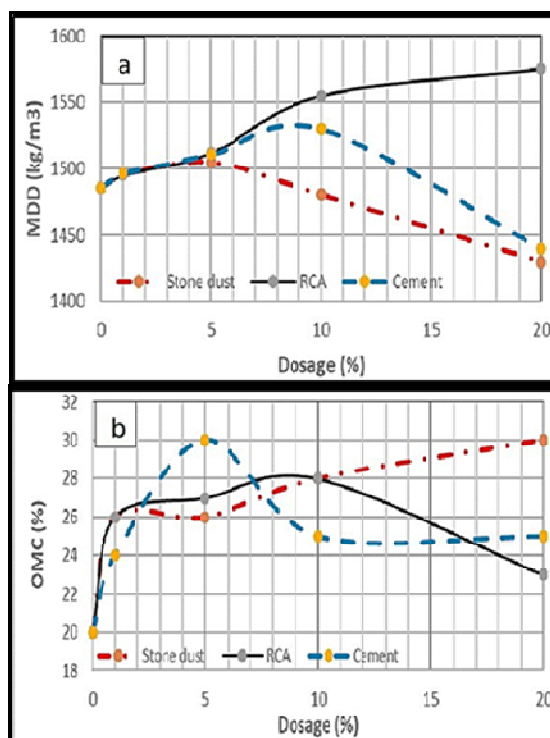 a
MDD (kg/m3)
1600
1550
1500
1450
1400
Stone dust RCA Cement
0 5 10 15 20
Dosage (%)
b
OMC (%)
32
30
28
26
24
22
20
18
Stone dust RCA Cement
0 5 10 15 20
Dosage (%)